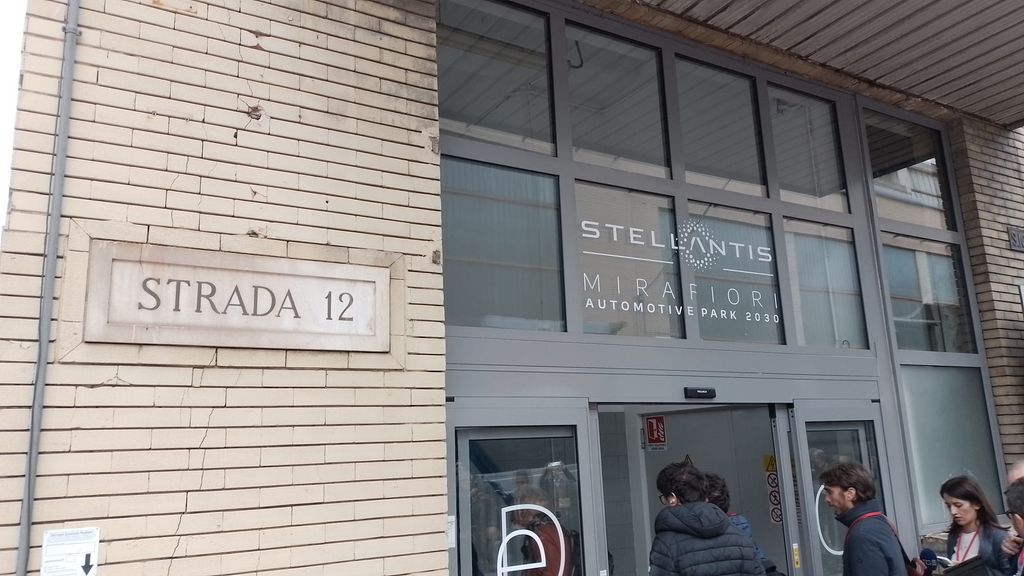 STRADA 12
STELLANTIS
MIRAFIORI
AUTOMOTIVE PARK 2030
e